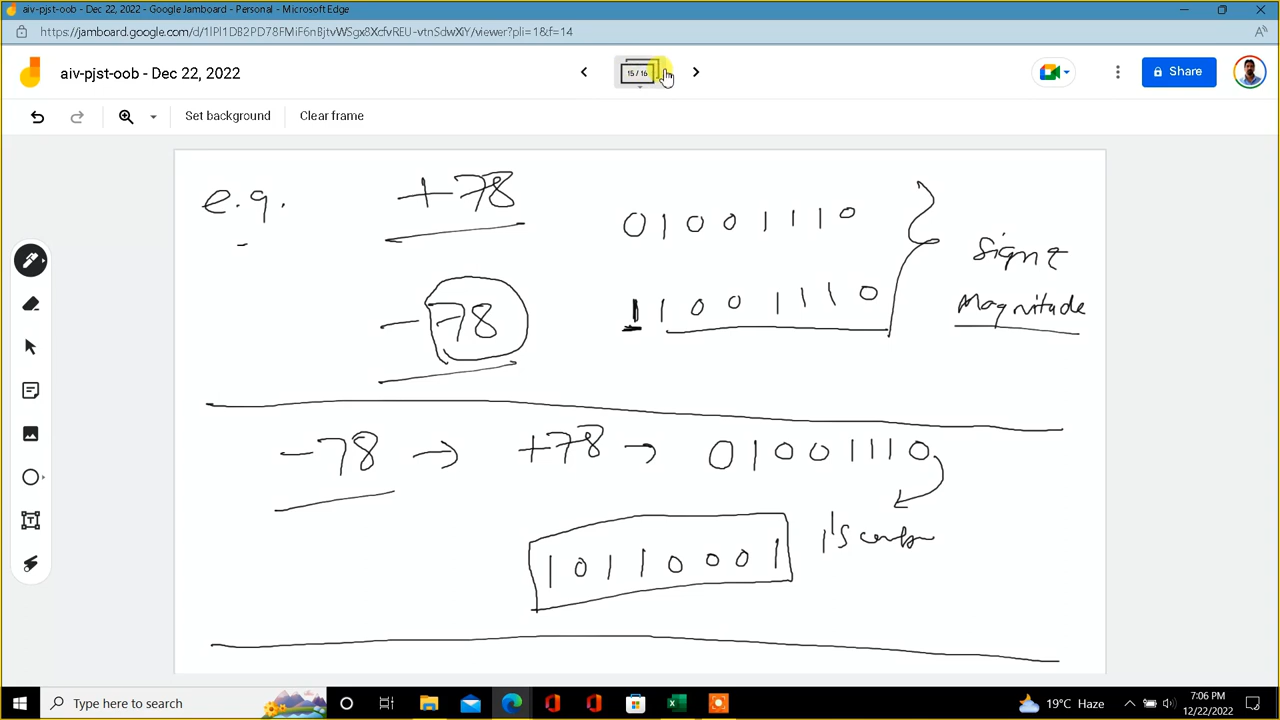 aiv-pjst-oob - Dec 22, 2022 - Google Jamboard - Personal - Microsoft Edge
https://jamboard.google.com/d/1lPl1DB2PD78FMiF6nBjtvWSgx8XcfvREU-vtnSdwXlY/viewer?pli=1&f=14
aiv-pjst-oob - Dec 22, 2022
15 / 16
Share
Set background
Clear frame
e.g. +78 01001110
Sign &
-78 11001110 Magnitude
-78 → +78 → 01001110
1's
10110001
Type here to search
19°C Haze
7:06 PM
12/22/2022